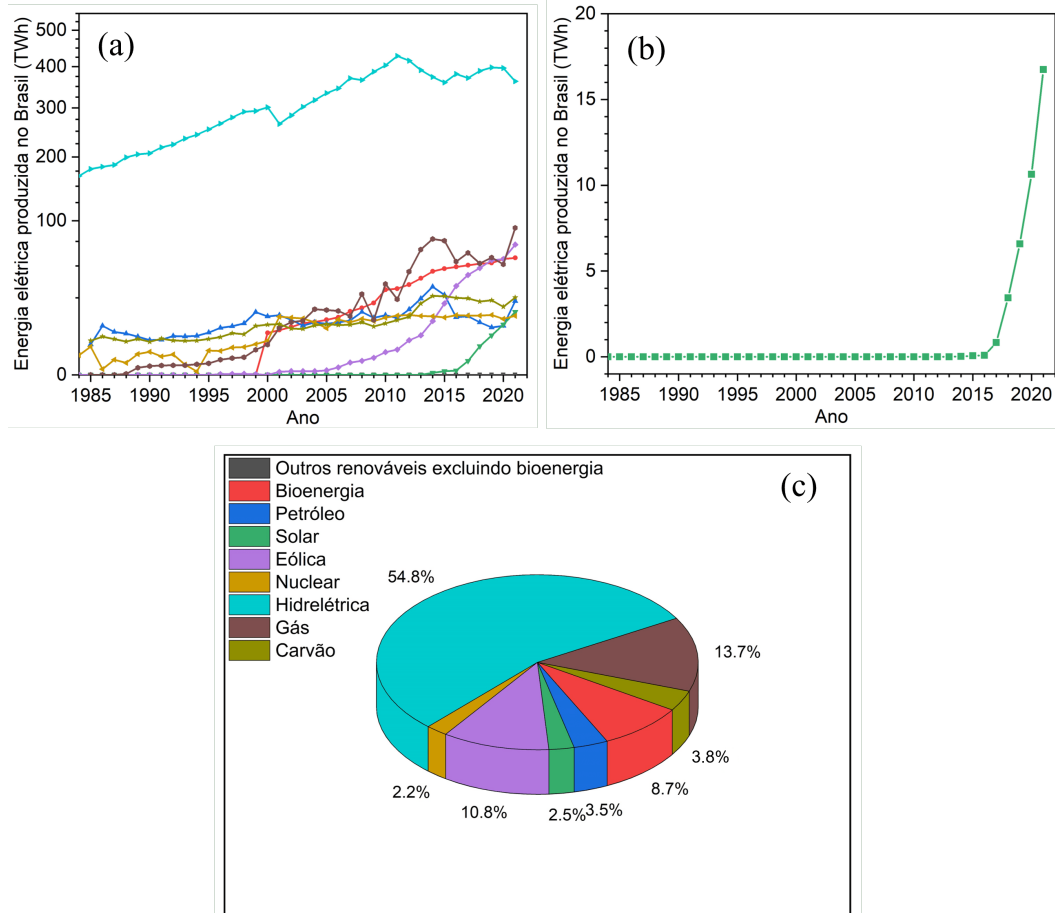 (a)
Energia elétrica produzida no Brasil (TWh)
500
400
300
200
100
0
1985 1990 1995 2000 2005 2010 2015 2020
Ano
(b)
Energia elétrica produzida no Brasil (TWh)
20
15
10
5
0
1985 1990 1995 2000 2005 2010 2015 2020
Ano
(c)
Outros renováveis excluindo bioenergia
Bioenergia
Petróleo
Solar
Eólica
Nuclear
Hidrelétrica
Gás
Carvão
54.8%
13.7%
3.8%
8.7%
3.5%
2.5%
10.8%
2.2%